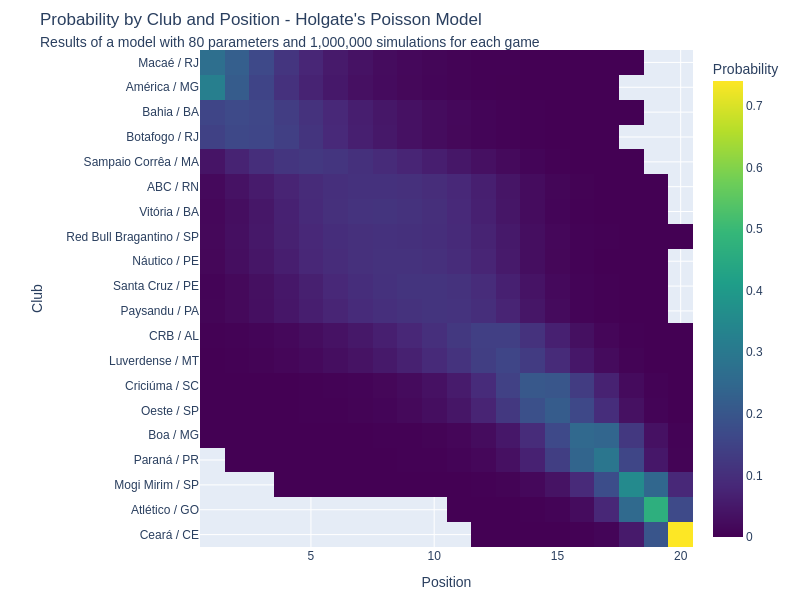 Probability by Club and Position - Holgate's Poisson Model
Results of a model with 80 parameters and 1,000,000 simulations for each game
Probability
Macaé / RJ
América / MG
Bahia / BA
Botafogo / RJ
Sampaio Corrêa / MA
ABC / RN
Vitória / BA
Red Bull Bragantino / SP
Náutico / PE
Santa Cruz / PE
Paysandu / PA
CRB / AL
Luverdense / MT
Criciúma / SC
Oeste / SP
Boa / MG
Paraná / PR
Mogi Mirim / SP
Atlético / GO
Ceará / CE
Club
5
10
15
20
Position
0.7
0.6
0.5
0.4
0.3
0.2
0.1
0